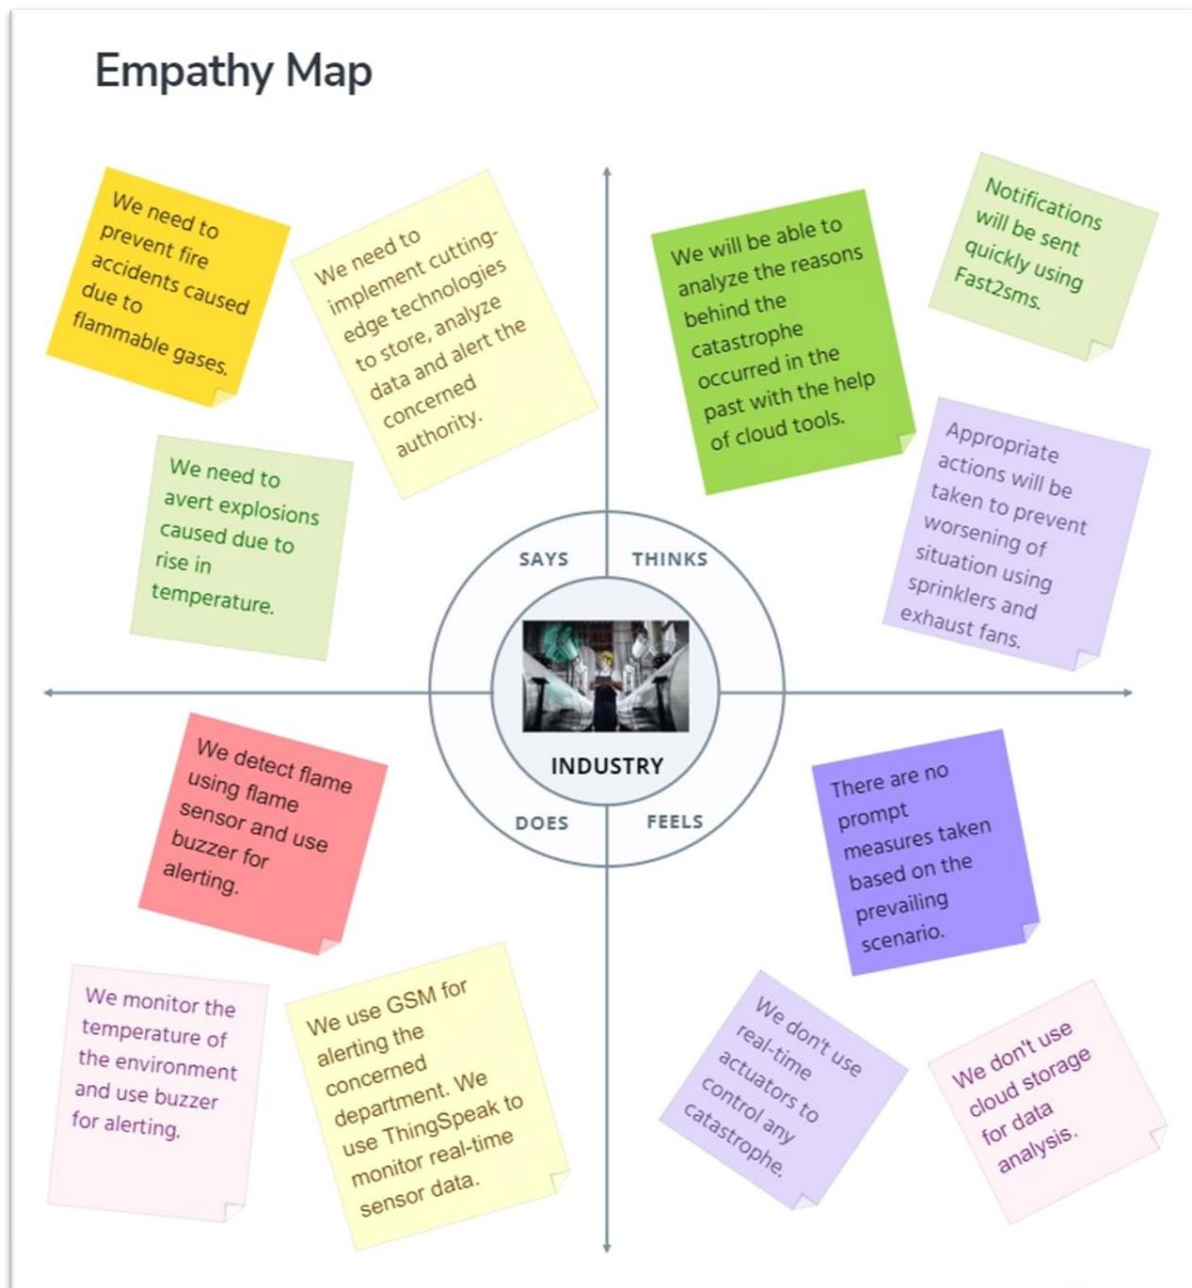 Empathy Map
We need to
prevent fire
accidents caused
due to
flammable gases.
We need to
implement cutting-
edge technologies
to store, analyze
data and alert the
concerned
authority.
We need to
avert explosions
caused due to
rise in
temperature.
We will be able to
analyze the reasons
behind the
catastrophe
occurred in the
past with the help
of cloud tools.
Notifications
will be sent
quickly using
Fast2sms.
Appropriate
actions will be
taken to prevent
worsening of
situation using
sprinklers and
exhaust fans.
SAYS
THINKS
INDUSTRY
DOES
FEELS
We detect flame
using flame
sensor and use
buzzer for
alerting.
We monitor the
temperature of
the environment
and use buzzer
for alerting.
We use GSM for
alerting the
concerned
department. We
use ThingSpeak to
monitor real-time
sensor data.
There are no
prompt
measures taken
based on the
prevailing
scenario.
We don't use
real-time
actuators to
control any
catastrophe.
We don't use
cloud storage
for data
analysis.